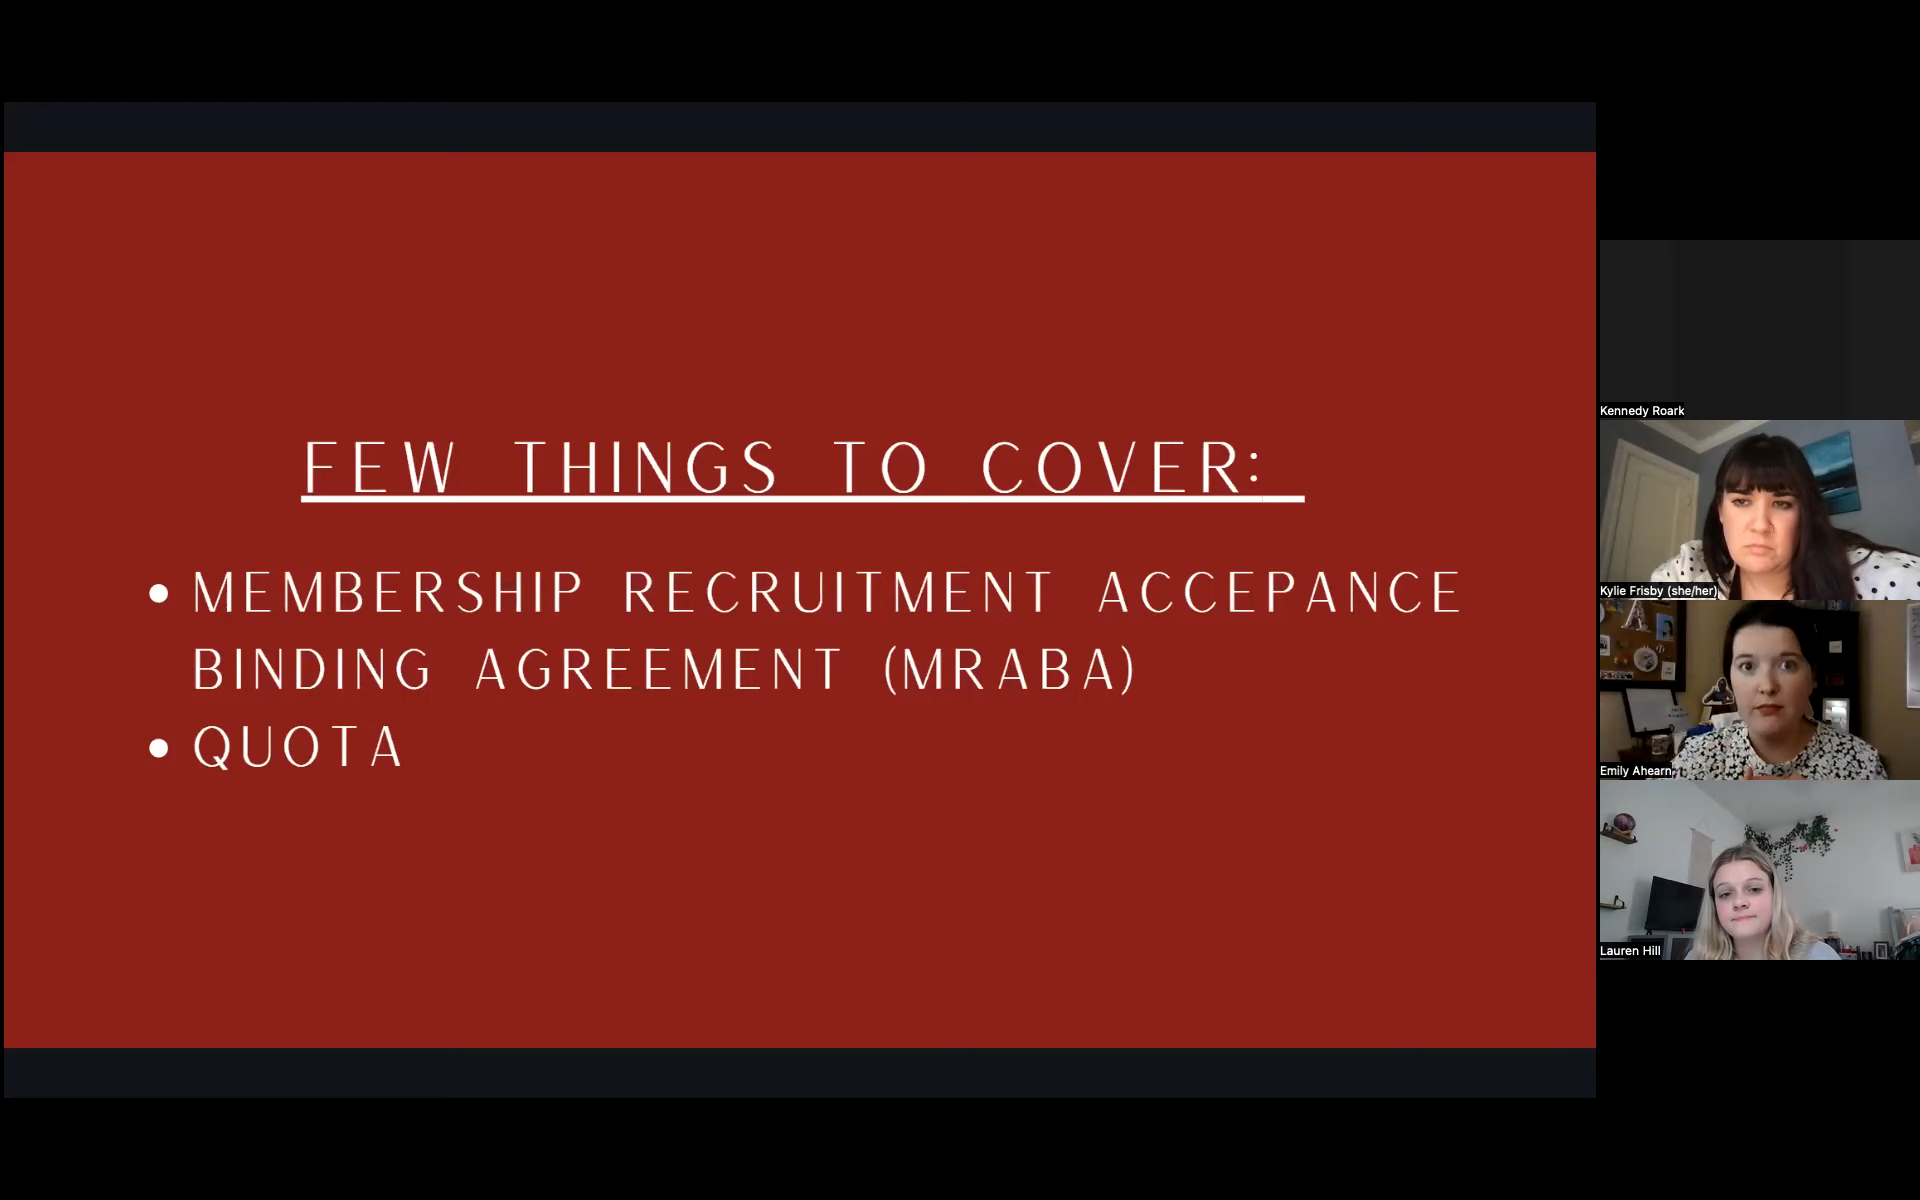 FEW THINGS TO COVER:
• MEMBERSHIP RECRUITMENT ACCEPANCE
BINDING AGREEMENT (MRABA)
• QUOTA
Kennedy Roark
Kylie Frisby (she/her)
A
Emily Ahearn
Lauren Hill